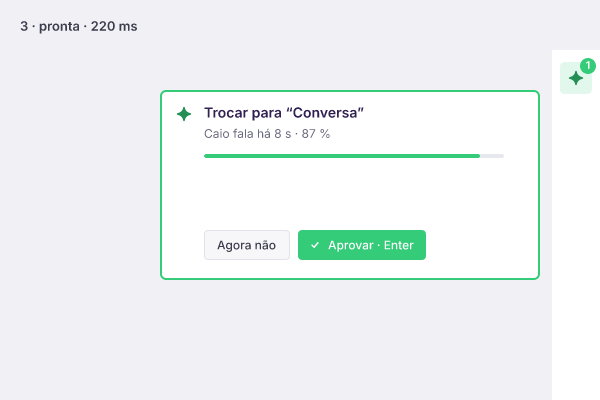 3 · pronta · 220 ms
1
Trocar para “Conversa”
Caio fala há 8 s · 87 %
Agora não
Aprovar · Enter